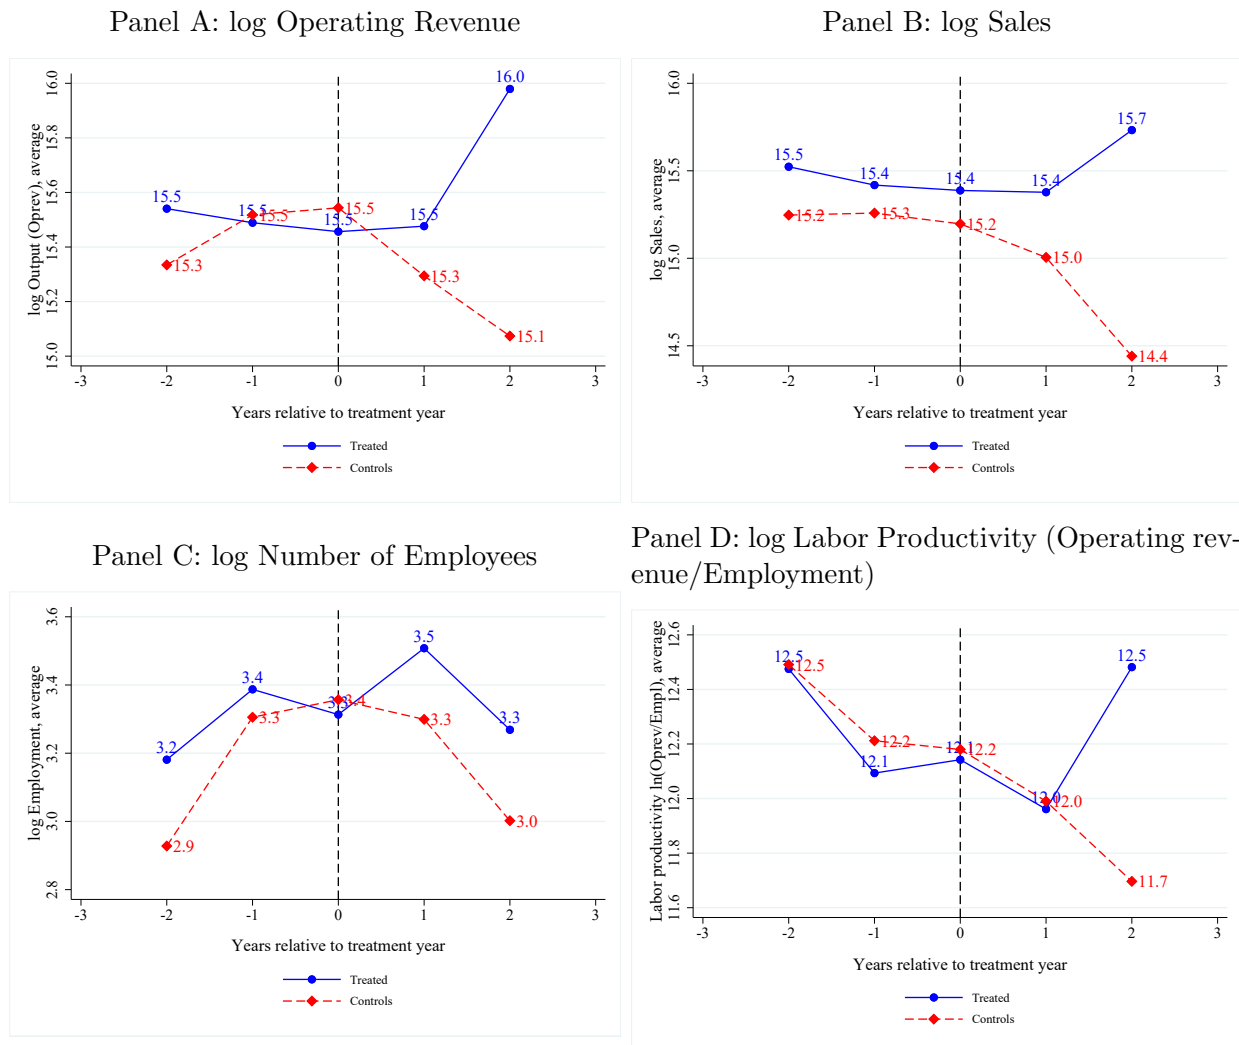 Panel A: log Operating Revenue
log Output (Oprev), average
16.0
15.8
15.6
15.4
15.2
15.0
15.5
15.5
15.5
15.5
16.0
15.3
15.5
15.5
15.3
15.1
-3 -2 -1 0 1 2 3
Years relative to treatment year
Treated
Controls
Panel B: log Sales
log Sales, average
16.0
15.5
15.0
14.5
15.5
15.4
15.4
15.4
15.7
15.2
15.3
15.2
15.0
14.4
-3 -2 -1 0 1 2 3
Years relative to treatment year
Treated
Controls
Panel C: log Number of Employees
log Employment, average
3.6
3.4
3.2
3.0
2.8
3.2
3.4
3.3
3.5
3.3
2.9
3.3
3.4
3.3
3.0
-3 -2 -1 0 1 2 3
Years relative to treatment year
Treated
Controls
Panel D: log Labor Productivity (Operating rev-
enue/Employment)
Labor productivity ln(Oprev/Empl), average
12.6
12.4
12.2
12.0
11.8
11.6
12.5
12.1
12.1
12.0
12.5
12.5
12.2
12.2
12.0
11.7
-3 -2 -1 0 1 2 3
Years relative to treatment year
Treated
Controls